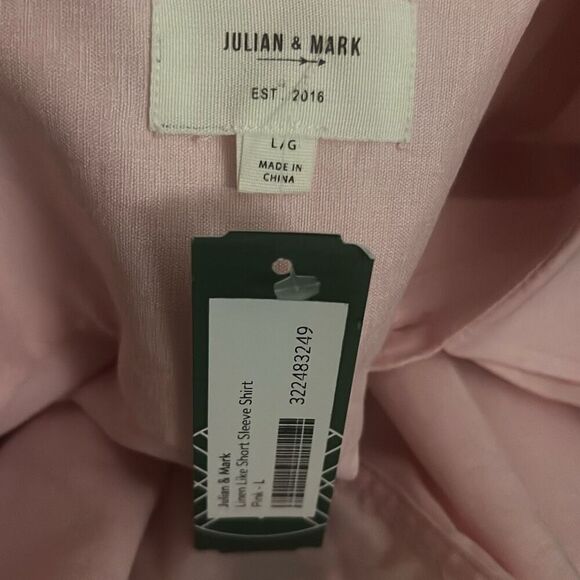 JULIAN & MARK
EST. 2016
L/G
MADE IN
CHINA
Julian & Mark
Linen Like Short Sleeve Shirt
Pink - L
322483249